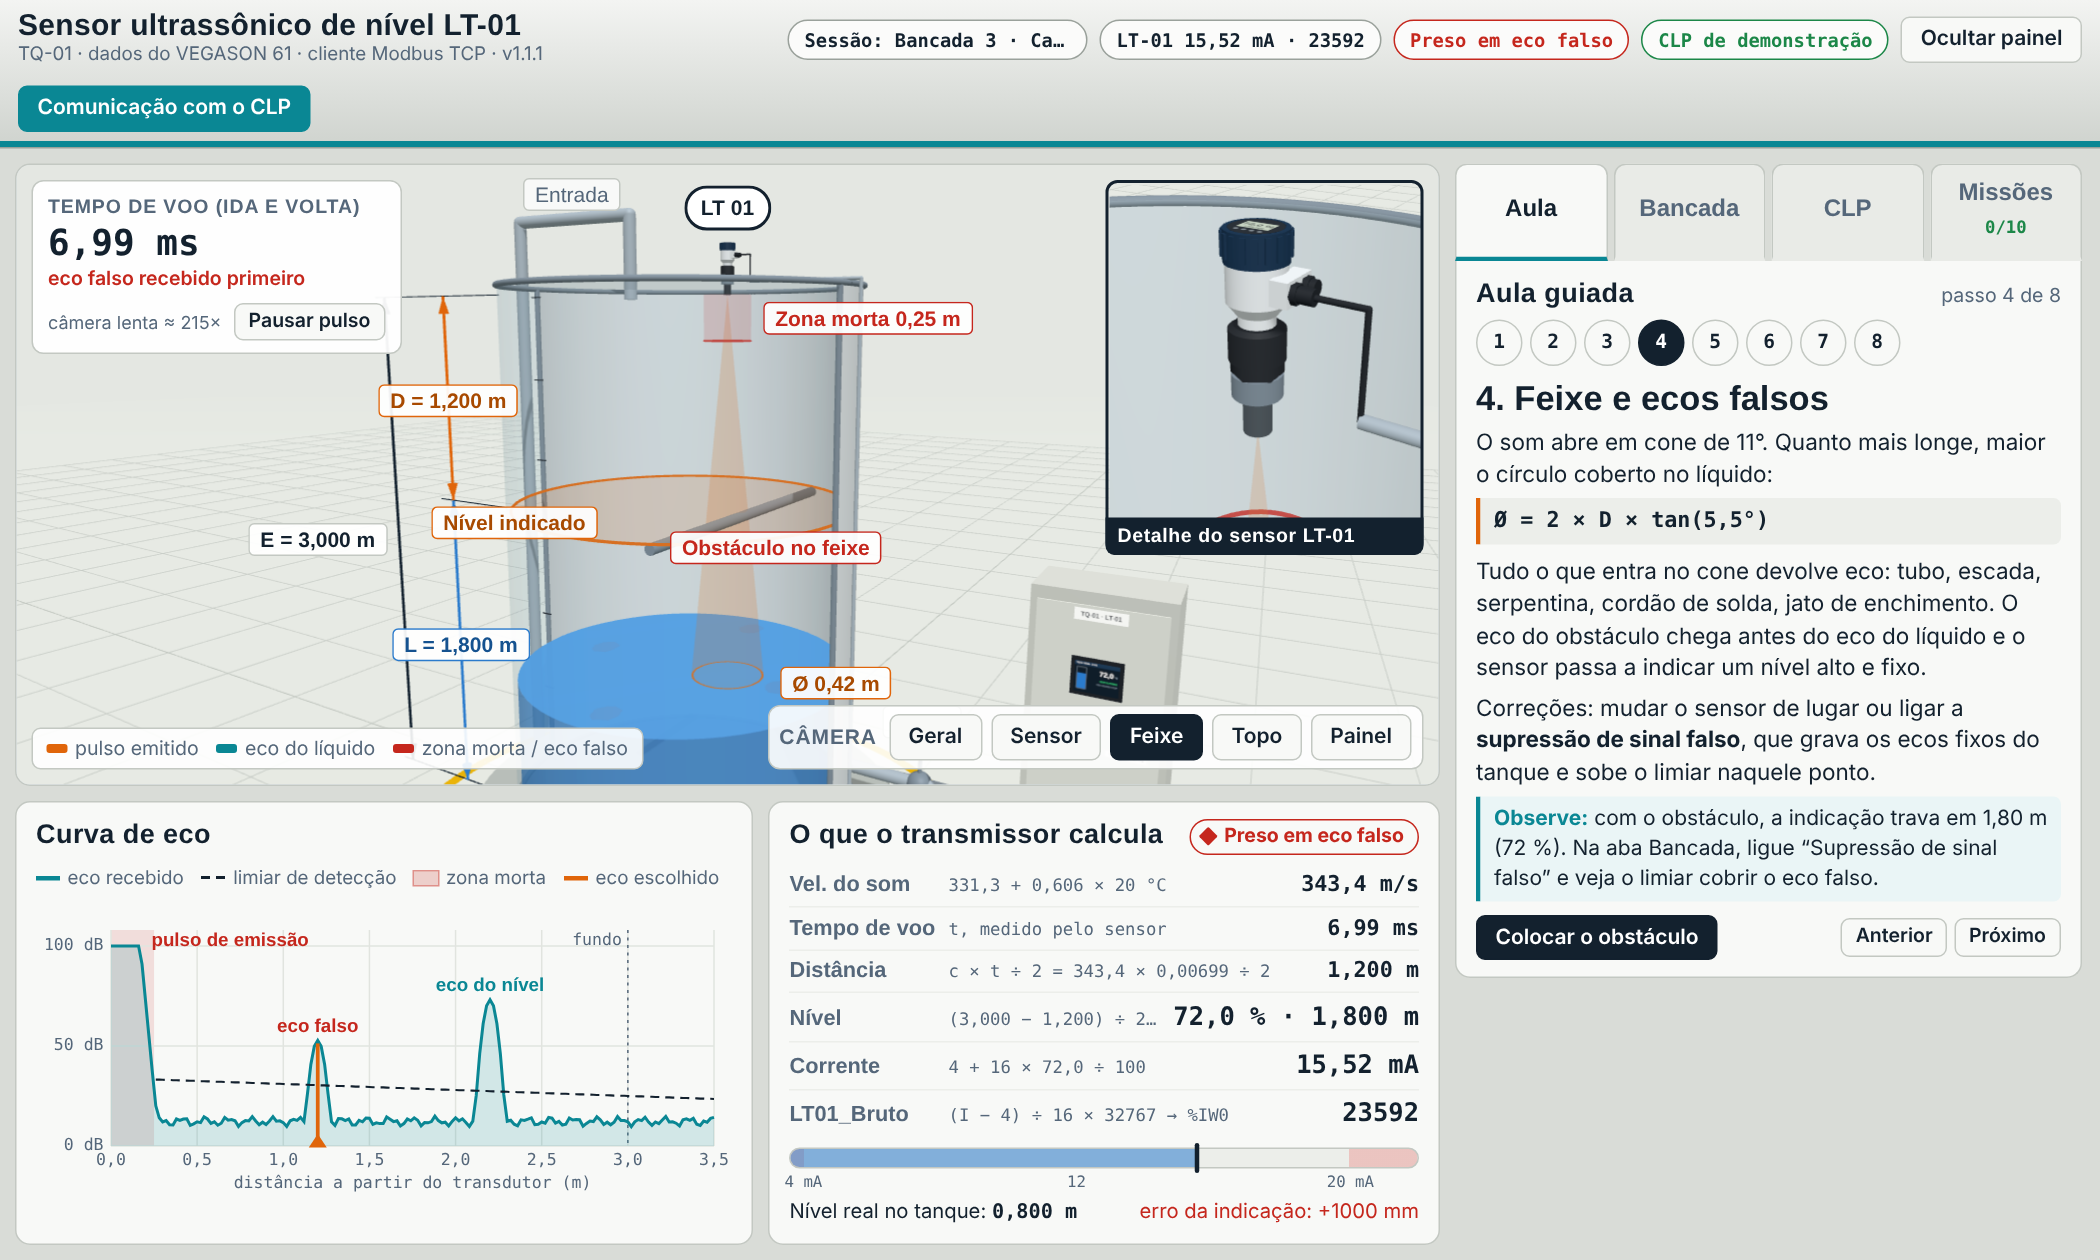 Sensor ultrassônico de nível LT-01
TQ-01 · dados do VEGASON 61 · cliente Modbus TCP · v1.1.1
Sessão: Bancada 3 · Ca…
LT-01 15,52 mA · 23592
Preso em eco falso
CLP de demonstração
Ocultar painel
Comunicação com o CLP
TEMPO DE VOO (IDA E VOLTA)
6,99 ms
eco falso recebido primeiro
câmera lenta ≈ 215×
Pausar pulso
Entrada
LT 01
Zona morta 0,25 m
D = 1,200 m
Nível indicado
E = 3,000 m
Obstáculo no feixe
L = 1,800 m
Ø 0,42 m
Detalhe do sensor LT-01
TQ-01 · LT-01
72,0
pulso emitido
eco do líquido
zona morta / eco falso
CÂMERA
Geral
Sensor
Feixe
Topo
Painel
Curva de eco
eco recebido
limiar de detecção
zona morta
eco escolhido
100 dB
50 dB
0 dB
pulso de emissão
fundo
eco do nível
eco falso
0,0 0,5 1,0 1,5 2,0 2,5 3,0 3,5
distância a partir do transdutor (m)
O que o transmissor calcula
Preso em eco falso
Vel. do som 331,3 + 0,606 × 20 °C 343,4 m/s
Tempo de voo t, medido pelo sensor 6,99 ms
Distância c × t ÷ 2 = 343,4 × 0,00699 ÷ 2 1,200 m
Nível (3,000 − 1,200) ÷ 2… 72,0 % · 1,800 m
Corrente 4 + 16 × 72,0 ÷ 100 15,52 mA
LT01_Bruto (I − 4) ÷ 16 × 32767 → %IW0 23592
4 mA 12 20 mA
Nível real no tanque: 0,800 m
erro da indicação: +1000 mm
Aula
Bancada
CLP
Missões
0/10
Aula guiada
passo 4 de 8
1 2 3 4 5 6 7 8
4. Feixe e ecos falsos
O som abre em cone de 11°. Quanto mais longe, maior
o círculo coberto no líquido:
Ø = 2 × D × tan(5,5°)
Tudo o que entra no cone devolve eco: tubo, escada,
serpentina, cordão de solda, jato de enchimento. O
eco do obstáculo chega antes do eco do líquido e o
sensor passa a indicar um nível alto e fixo.
Correções: mudar o sensor de lugar ou ligar a
supressão de sinal falso, que grava os ecos fixos do
tanque e sobe o limiar naquele ponto.
Observe: com o obstáculo, a indicação trava em 1,80 m
(72 %). Na aba Bancada, ligue “Supressão de sinal
falso” e veja o limiar cobrir o eco falso.
Colocar o obstáculo
Anterior
Próximo